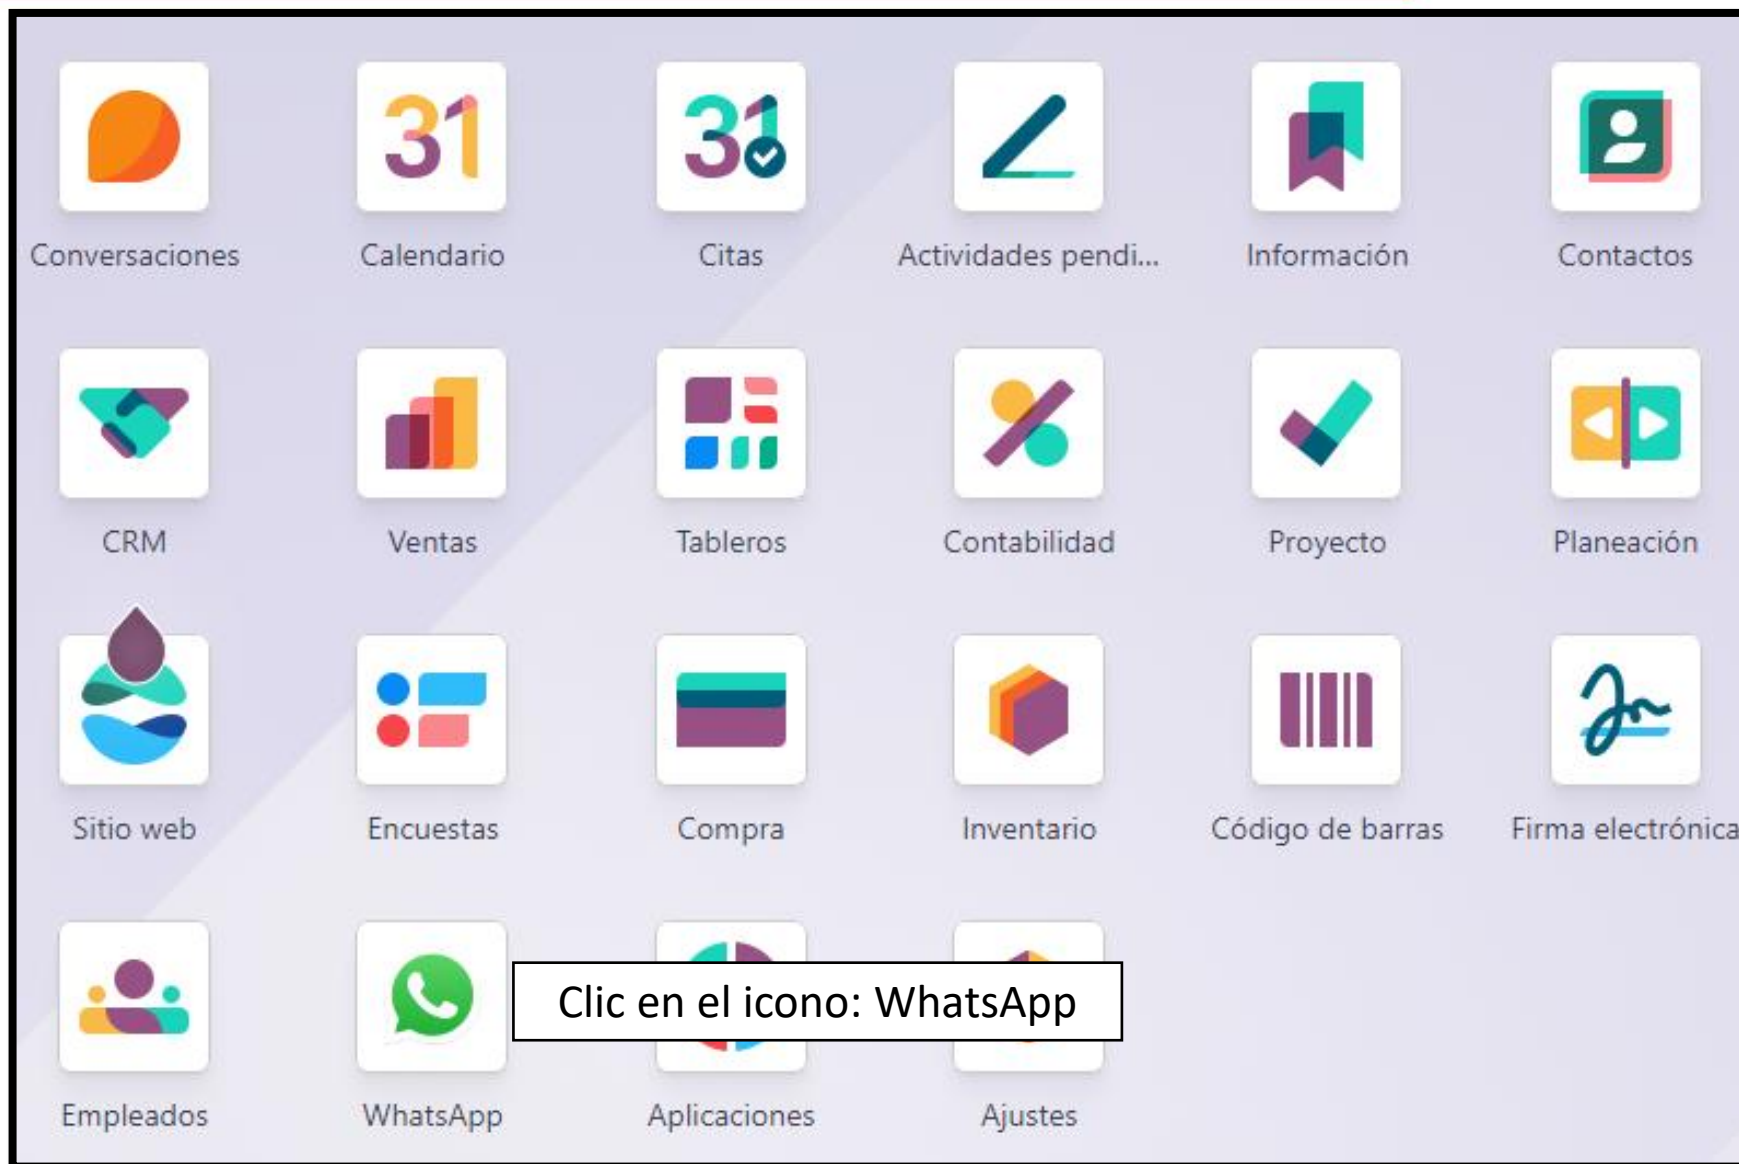 31
31
Conversaciones
Calendario
Citas
Actividades pendi...
Información
Contactos
CRM
Ventas
Tableros
Contabilidad
Proyecto
Planeación
Sitio web
Encuestas
Compra
Inventario
Código de barras
Firma electrónica
Clic en el icono: WhatsApp
Empleados
WhatsApp
Aplicaciones
Ajustes